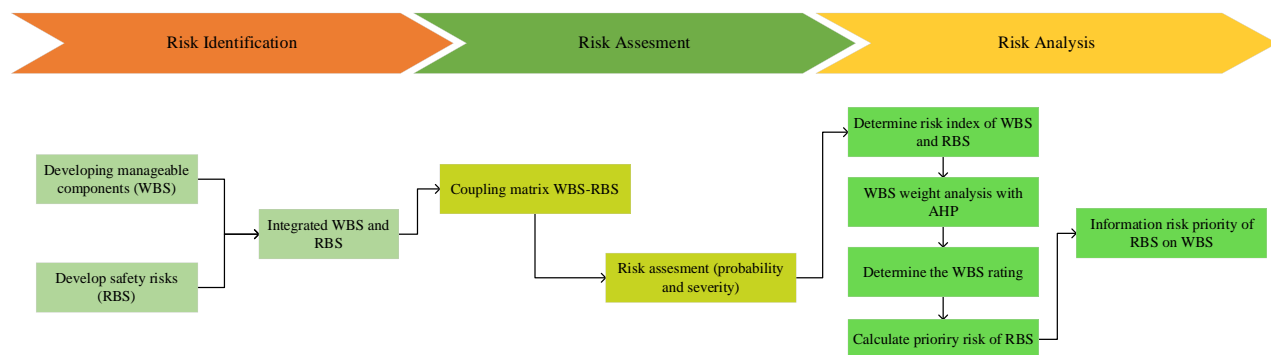 Risk Identification
Risk Assesment
Risk Analysis
Developing manageable
components (WBS)
Develop safety risks
(RBS)
Integrated WBS and
RBS
Coupling matrix WBS-RBS
Risk assesment (probability
and severity)
Determine risk index of WBS
and RBS
WBS weight analysis with
AHP
Determine the WBS rating
Calculate prioriry risk of RBS
Information risk priority of
RBS on WBS